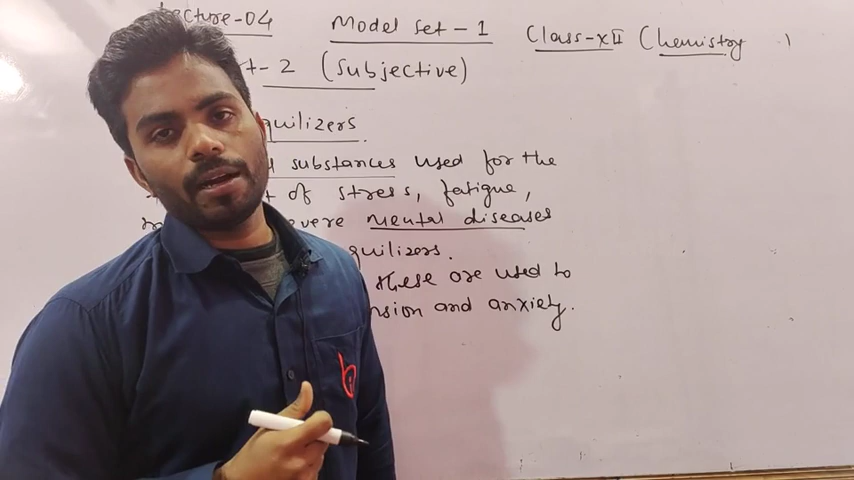 Lecture-04 Model Set-1 Class-XII Chemistry
-2 (Subjective)
quilizers.
substances used for the
of stress, fatigue,
evere mental diseases
quilizers.
these are used to
nsion and anxiety.